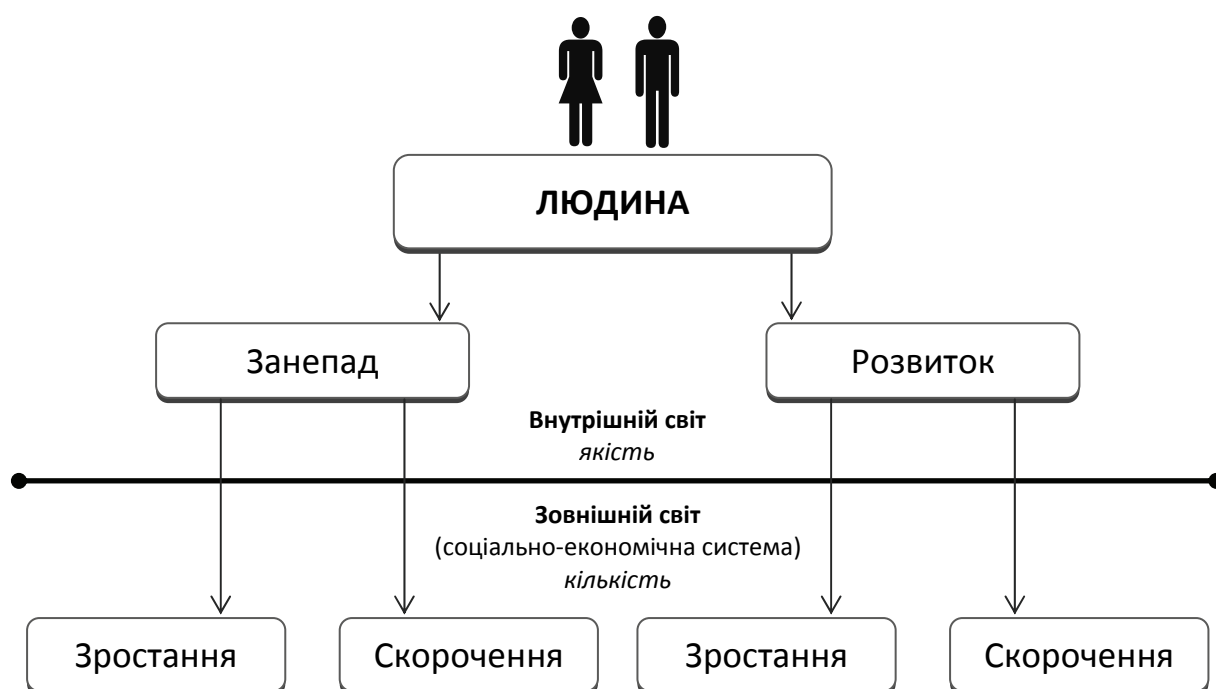 ЛЮДИНА
Занепад
Розвиток
Внутрішній світ
якість
Зовнішній світ
(соціально-економічна система)
кількість
Зростання
Скорочення
Зростання
Скорочення